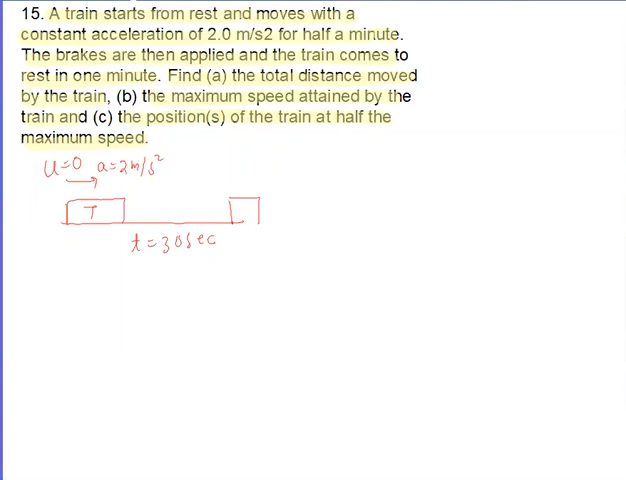 15. A train starts from rest and moves with a
constant acceleration of 2.0 m/s2 for half a minute.
The brakes are then applied and the train comes to
rest in one minute. Find (a) the total distance moved
by the train, (b) the maximum speed attained by the
train and (c) the position(s) of the train at half the
maximum speed.
u=0 a=2m/s²
T
t=30sec